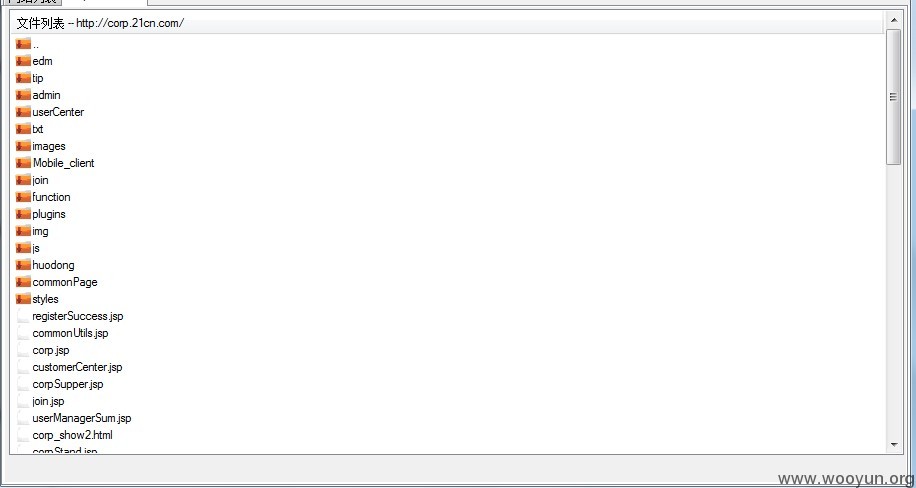 文件列表 -- http://corp.21cn.com/
..
edm
tip
admin
userCenter
txt
images
Mobile_client
join
function
plugins
img
js
huodong
commonPage
styles
registerSuccess.jsp
commonUtils.jsp
corp.jsp
customerCenter.jsp
corpSupper.jsp
join.jsp
userManagerSum.jsp
corp_show2.html
corpStand.jsp
www.wooyun.org